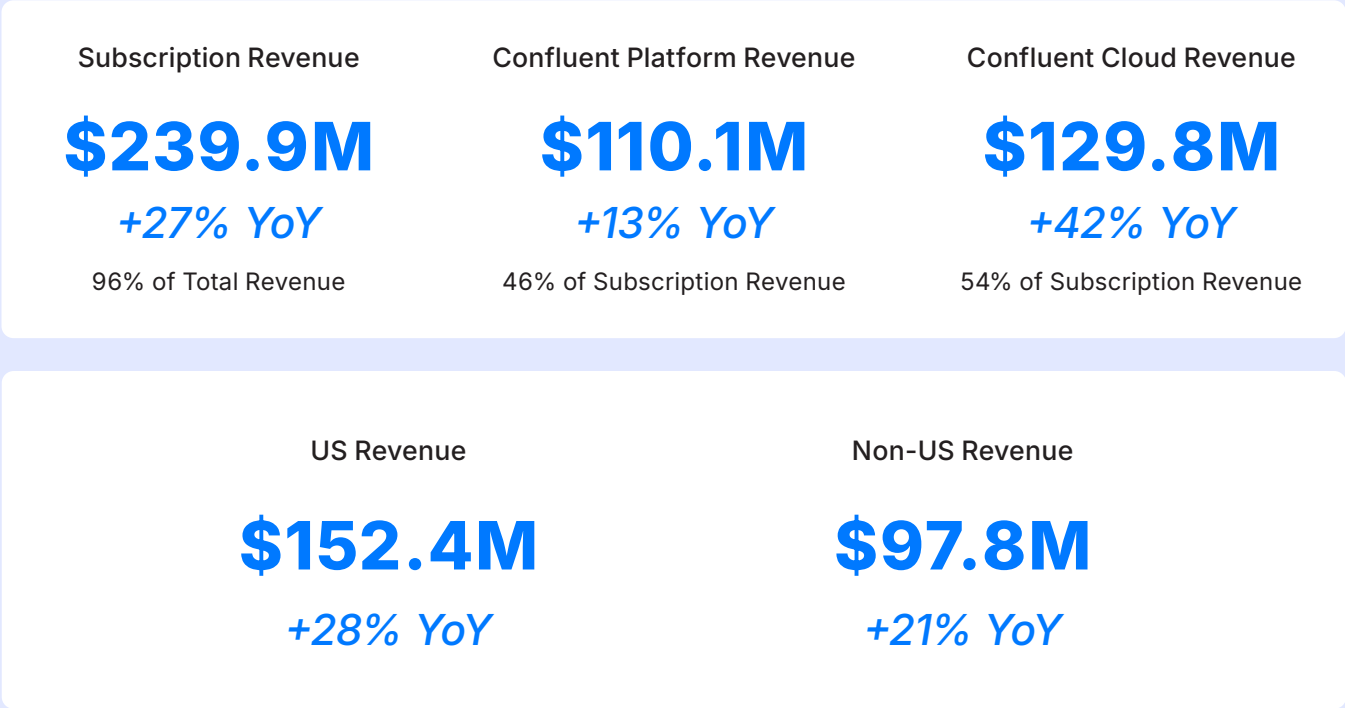 Subscription Revenue
$239.9M
+27% YoY
96% of Total Revenue
Confluent Platform Revenue
$110.1M
+13% YoY
46% of Subscription Revenue
Confluent Cloud Revenue
$129.8M
+42% YoY
54% of Subscription Revenue
US Revenue
$152.4M
+28% YoY
Non-US Revenue
$97.8M
+21% YoY